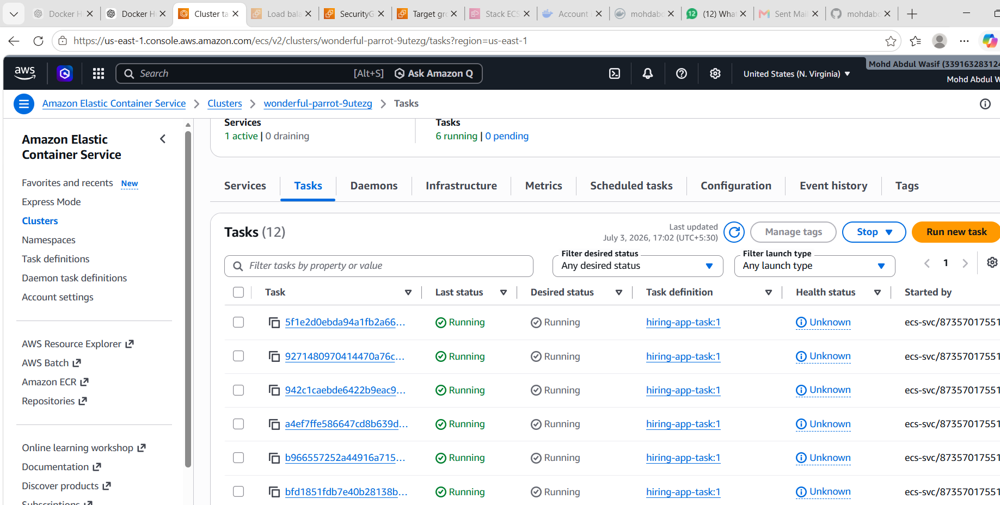 Docker H
Docker H
Cluster ta
Load bala
SecurityG
Target gro
Stack ECS
Account
mohdabd
12
(12) What
Sent Mail
mohdabd
https://us-east-1.console.aws.amazon.com/ecs/v2/clusters/wonderful-parrot-9utezg/tasks?region=us-east-1
aws
Search
[Alt+S]
Ask Amazon Q
United States (N. Virginia)
Mohd Abdul Wasif (339163283124
Mohd Abdul W
Amazon Elastic Container Service
Clusters
wonderful-parrot-9utezg
Tasks
Amazon Elastic
Container Service
Favorites and recents New
Express Mode
Clusters
Namespaces
Task definitions
Daemon task definitions
Account settings
AWS Resource Explorer
AWS Batch
Amazon ECR
Repositories
Online learning workshop
Documentation
Discover products
Subscriptions
Services
1 active | 0 draining
Tasks
6 running | 0 pending
Services
Tasks
Daemons
Infrastructure
Metrics
Scheduled tasks
Configuration
Event history
Tags
Tasks (12)
Last updated
July 3, 2026, 17:02 (UTC+5:30)
Manage tags
Stop
Run new task
Filter tasks by property or value
Filter desired status
Any desired status
Filter launch type
Any launch type
1
Task Last status Desired status Task definition Health status Started by
5f1e2d0ebda94a1fb2a66... Running Running hiring-app-task:1 Unknown ecs-svc/87357017551
9271480970414470a76c... Running Running hiring-app-task:1 Unknown ecs-svc/87357017551
942c1caebde6422b9eac9... Running Running hiring-app-task:1 Unknown ecs-svc/87357017551
a4ef7ffe586647cd8b639d... Running Running hiring-app-task:1 Unknown ecs-svc/87357017551
b966557252a44916a715... Running Running hiring-app-task:1 Unknown ecs-svc/87357017551
bfd1851fdb7e40b28138b... Running Running hiring-app-task:1 Unknown ecs-svc/87357017551